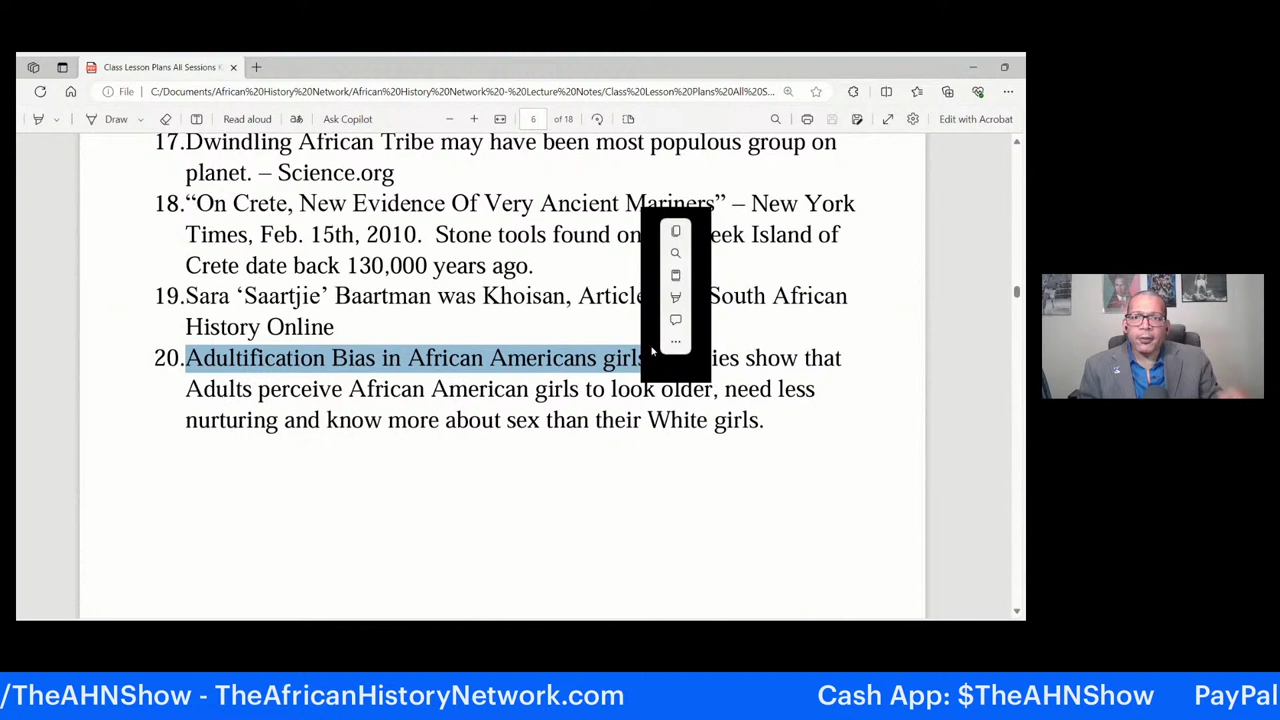 Class Lesson Plans All Sessions
File C:/Documents/African%20History%20Network/African%20History%20Network%20-%20Lecture%20Notes/Class%20Lesson%20Plans%20All%20S...
Draw Read aloud Ask Copilot 6 of 18 Edit with Acrobat
17.Dwindling African Tribe may have been most populous group on
planet. – Science.org
18.“On Crete, New Evidence Of Very Ancient Mariners” – New York
Times, Feb. 15th, 2010. Stone tools found on eek Island of
Crete date back 130,000 years ago.
19.Sara ‘Saartjie’ Baartman was Khoisan, Article South African
History Online
20.Adultification Bias in African Americans girls ies show that
Adults perceive African American girls to look older, need less
nurturing and know more about sex than their White girls.
/TheAHNShow - TheAfricanHistoryNetwork.com Cash App: $TheAHNShow PayPal